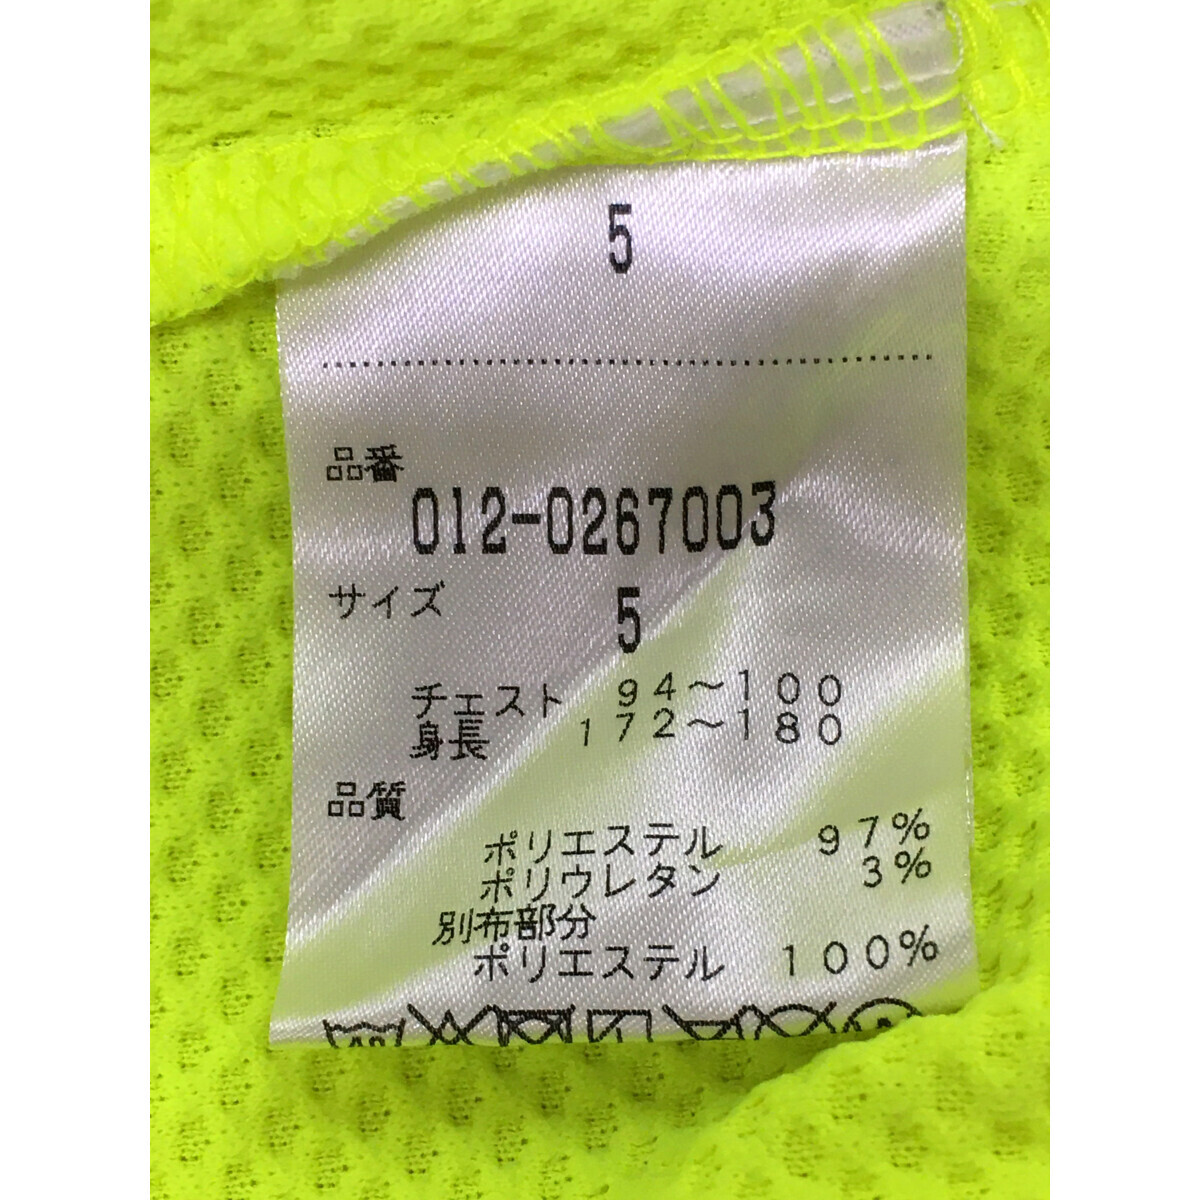 5
品番
012-0267003
サイズ
5
チェスト 94～100
身長 172～180
品質
ポリエステル 97%
ポリウレタン 3%
別布部分
ポリエステル 100%